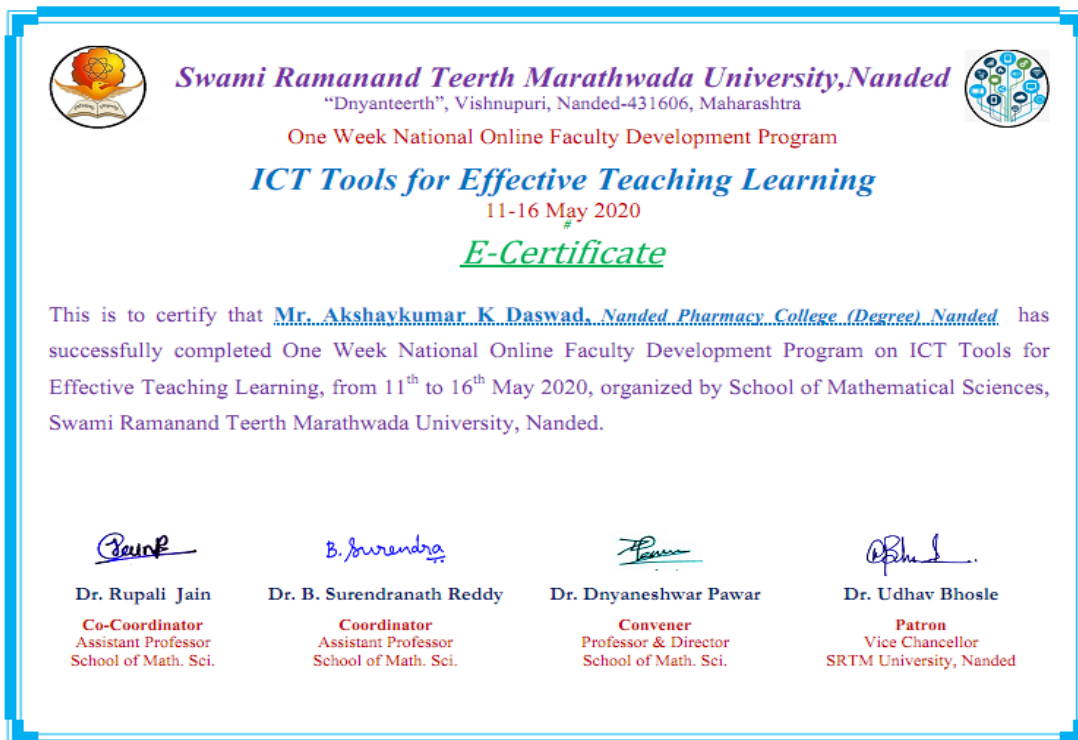 Swami Ramanand Teerth Marathwada University,Nanded
“Dnyanteerth”, Vishnupuri, Nanded-431606, Maharashtra
One Week National Online Faculty Development Program
ICT Tools for Effective Teaching Learning
11-16 May 2020
#
E-Certificate
This is to certify that Mr. Akshaykumar K Daswad, Nanded Pharmacy College (Degree) Nanded has
successfully completed One Week National Online Faculty Development Program on ICT Tools for
Effective Teaching Learning, from 11th to 16th May 2020, organized by School of Mathematical Sciences,
Swami Ramanand Teerth Marathwada University, Nanded.
B. Surendra
Dr. Rupali Jain
Co-Coordinator
Assistant Professor
School of Math. Sci.
Dr. B. Surendranath Reddy
Coordinator
Assistant Professor
School of Math. Sci.
Dr. Dnyaneshwar Pawar
Convener
Professor & Director
School of Math. Sci.
Dr. Udhav Bhosle
Patron
Vice Chancellor
SRTM University, Nanded